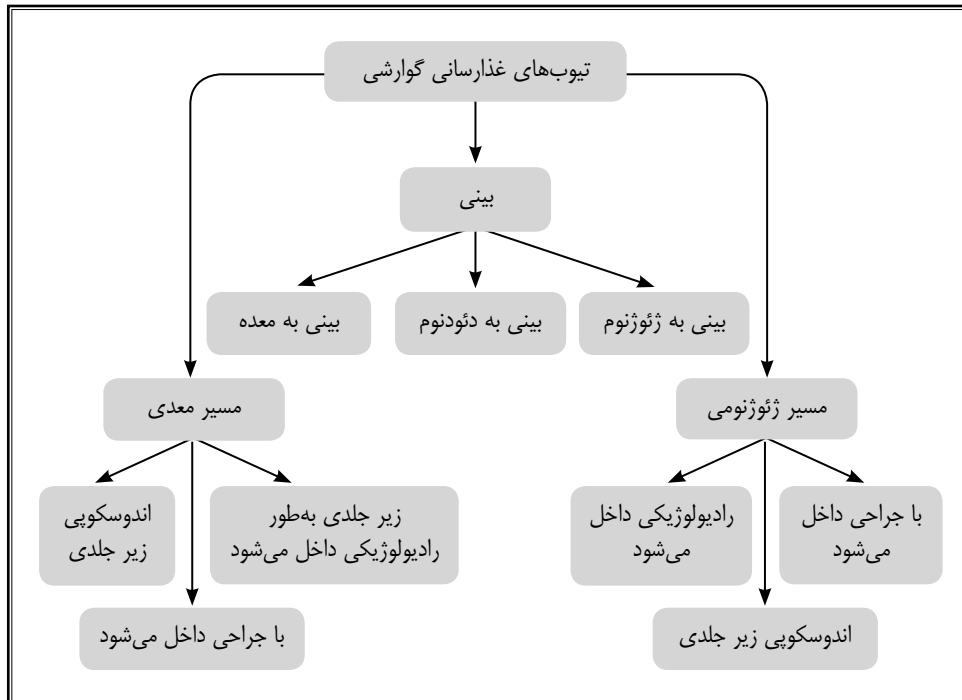 تیوب‌های غذارسانی گوارشی
بینی
بینی به ژئوژنوم
بینی به دئودنوم
بینی به معده
مسیر ژئوژنومی
مسیر معدی
با جراحی داخل
می‌شود
رادیولوژیکی داخل
می‌شود
اندوسکوپی زیر جلدی
زیر جلدی به‌طور
رادیولوژیکی داخل می‌شود
اندوسکوپی
زیر جلدی
با جراحی داخل می‌شود